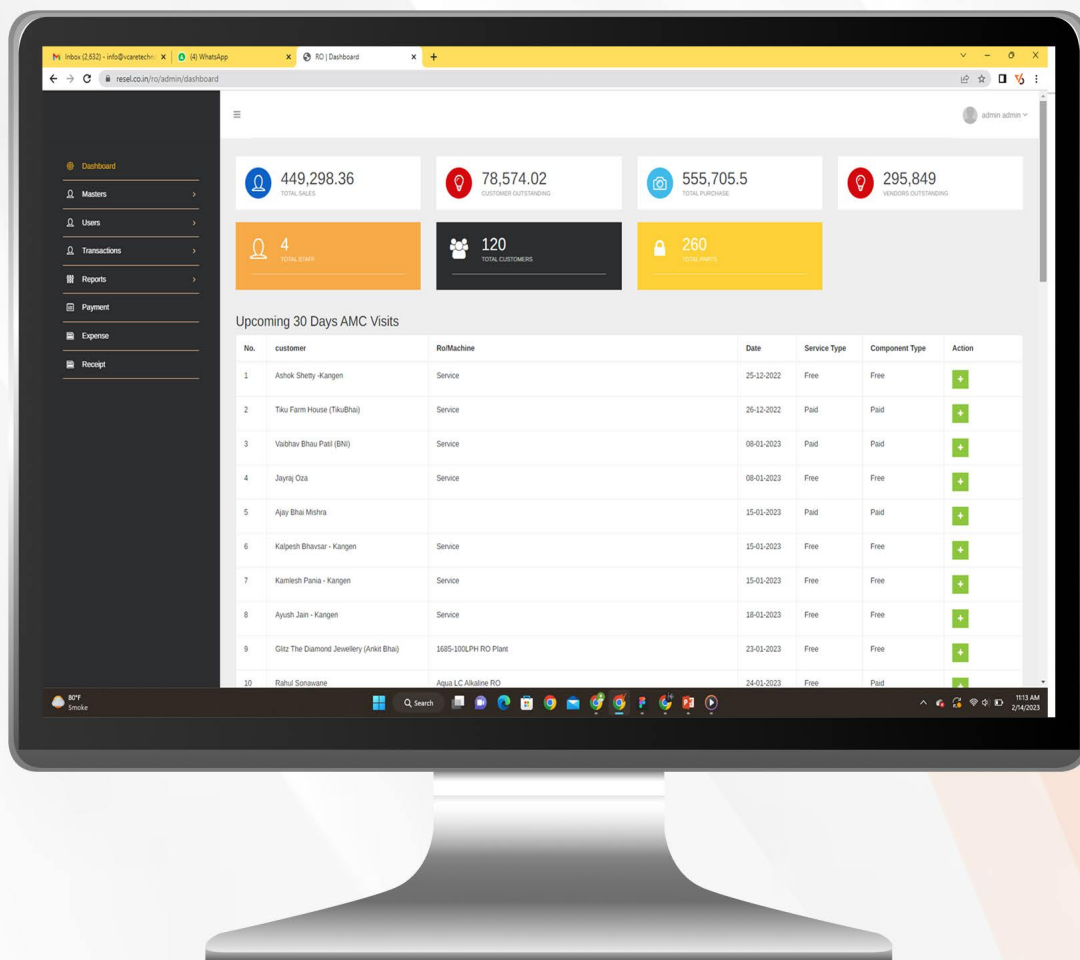 Inbox (2,632) - info@vcaretechn
(4) WhatsApp
RO | Dashboard
resel.co.in/ro/admin/dashboard
admin admin
Dashboard
Masters
Users
Transactions
Reports
Payment
Expense
Receipt
449,298.36
TOTAL SALES
78,574.02
CUSTOMER OUTSTANDING
555,705.5
TOTAL PURCHASE
295,849
VENDORS OUTSTANDING
4
TOTAL STAFF
120
TOTAL CUSTOMERS
260
TOTAL PARTS
Upcoming 30 Days AMC Visits
No. customer Ro/Machine Date Service Type Component Type Action
1 Ashok Shetty -Kangen Service 25-12-2022 Free Free
2 Tiku Farm House (TikuBhai) Service 26-12-2022 Paid Paid
3 Vaibhav Bhau Patil (BNI) Service 08-01-2023 Paid Paid
4 Jayraj Oza Service 08-01-2023 Free Free
5 Ajay Bhai Mishra 15-01-2023 Paid Paid
6 Kalpesh Bhavsar - Kangen Service 15-01-2023 Free Free
7 Kamlesh Pania - Kangen Service 15-01-2023 Free Free
8 Ayush Jain - Kangen Service 18-01-2023 Free Free
9 Glitz The Diamond Jewellery (Ankit Bhai) 1685-100LPH RO Plant 23-01-2023 Free Free
10 Rahul Sonawane Aqua LC Alkaline RO 24-01-2023 Free Paid
80°F
Smoke
Search
11:13 AM
2/14/2023